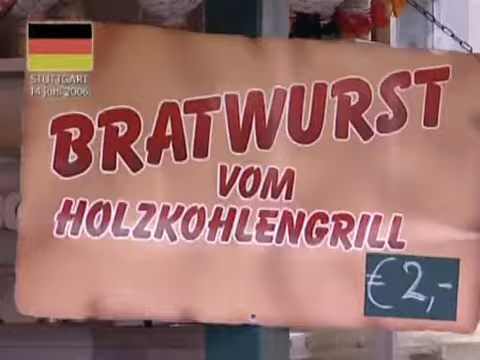 STUTTGART
14 juni 2006
BRATWURST
VOM
HOLZKOHLENGRILL
€2,-